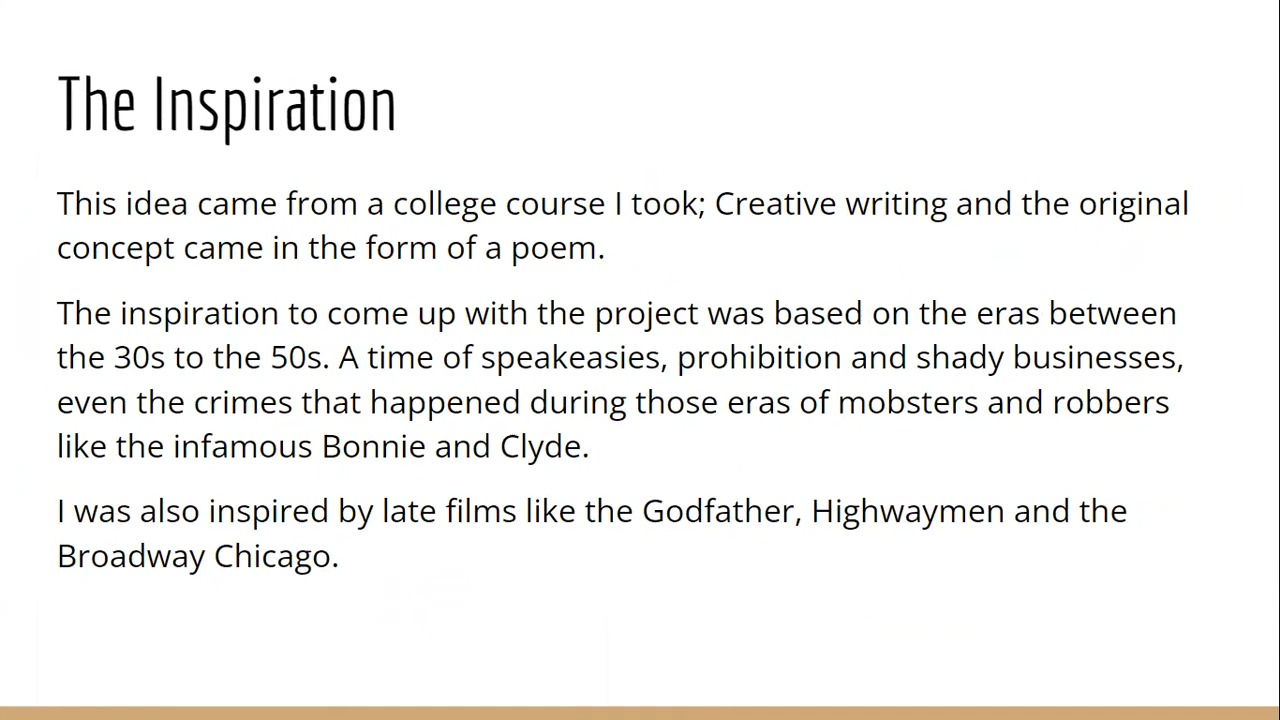 The Inspiration
This idea came from a college course I took; Creative writing and the original
concept came in the form of a poem.
The inspiration to come up with the project was based on the eras between
the 30s to the 50s. A time of speakeasies, prohibition and shady businesses,
even the crimes that happened during those eras of mobsters and robbers
like the infamous Bonnie and Clyde.
I was also inspired by late films like the Godfather, Highwaymen and the
Broadway Chicago.